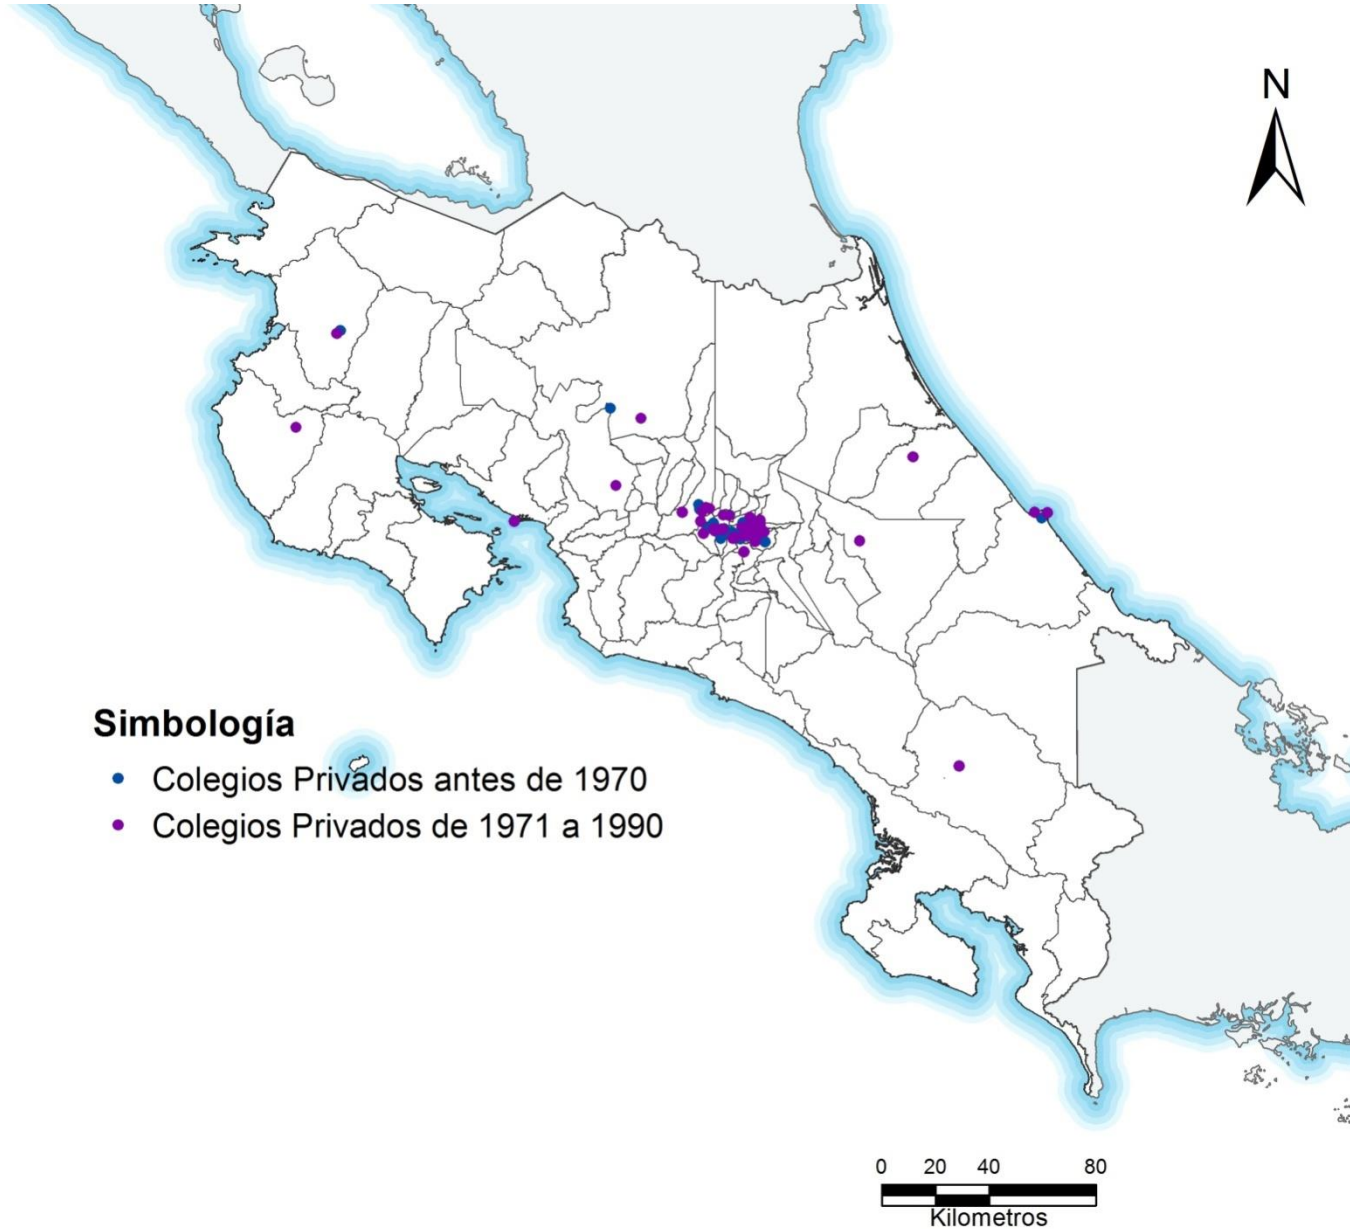 N
Simbología
Colegios Privados antes de 1970
Colegios Privados de 1971 a 1990
0 20 40 80
Kilometros